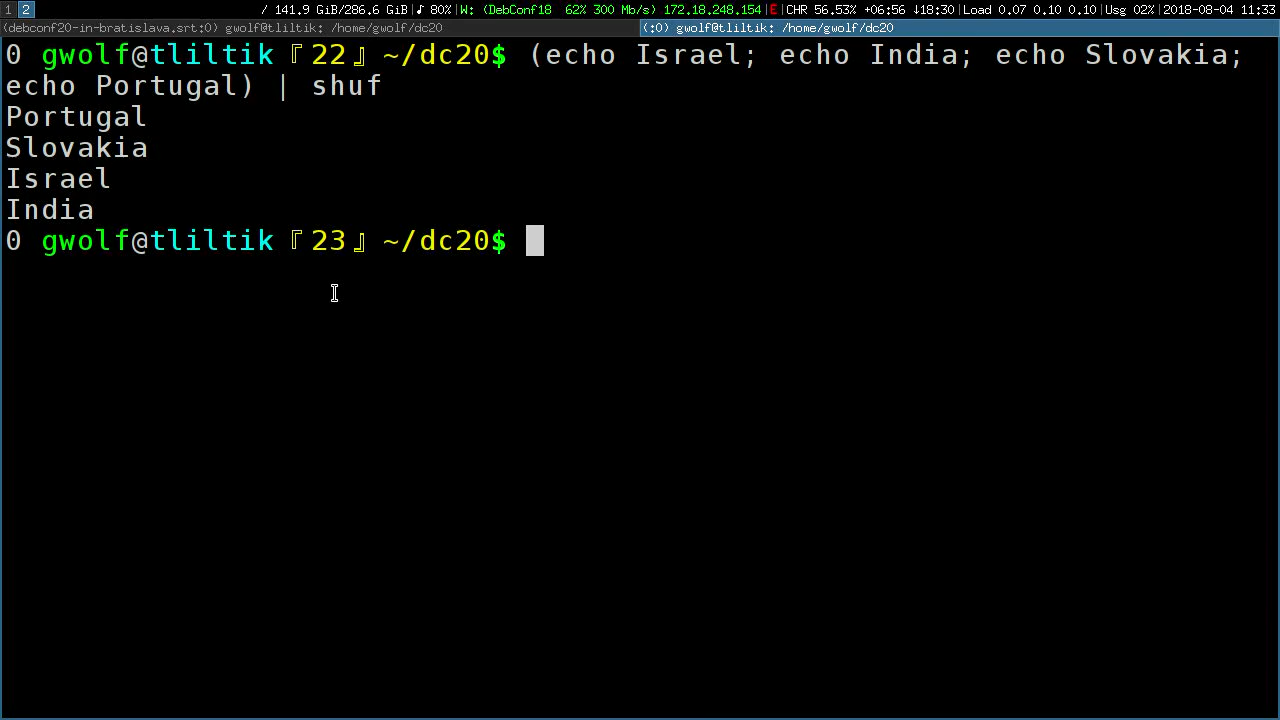 1 2 / 141.9 GiB/286.6 GiB|♪ 80%|W: (DebConf18 62% 300 Mb/s) 172.18.248.154|E|CHR 56.53% +06:56 ↓18:30|Load 0.07 0.10 0.10|Usg 02%|2018-08-04 11:33
(debconf20-in-bratislava.srt:0) gwolf@tliltik: /home/gwolf/dc20 (:0) gwolf@tliltik: /home/gwolf/dc20
0 gwolf@tliltik『22』~/dc20$ (echo Israel; echo India; echo Slovakia;
echo Portugal) | shuf
Portugal
Slovakia
Israel
India
0 gwolf@tliltik『23』~/dc20$